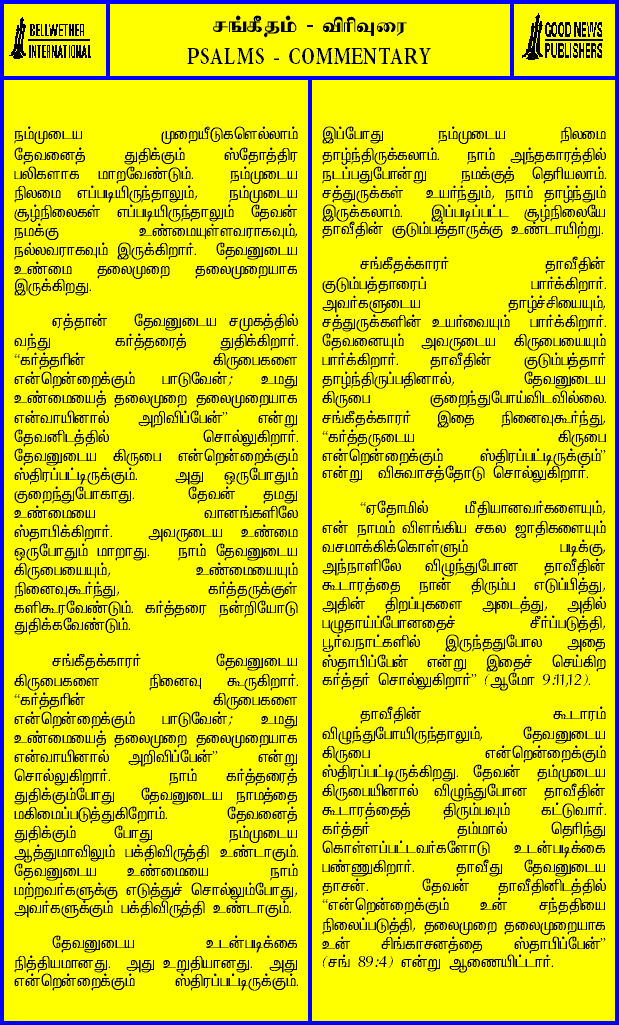 BELLWETHER
INTERNATIONAL
சங்கீதம் - விரிவுரை
PSALMS - COMMENTARY
GOOD NEWS
PUBLISHERS
நம்முடைய முறையீடுகளெல்லாம்
தேவனைத் துதிக்கும் ஸ்தோத்திர
பலிகளாக மாறவேண்டும். நம்முடைய
நிலைமை எப்படியிருந்தாலும், நம்முடைய
சூழ்நிலைகள் எப்படியிருந்தாலும் தேவன்
நமக்கு உண்மையுள்ளவராகவும்,
நல்லவராகவும் இருக்கிறார். தேவனுடைய
உண்மை தலைமுறை தலைமுறையாக
இருக்கிறது.
ஏத்தான் தேவனுடைய சமுகத்தில்
வந்து கர்த்தரைத் துதிக்கிறார்.
“கர்த்தரின் கிருபைகளை
என்றென்றைக்கும் பாடுவேன்; உமது
உண்மையைத் தலைமுறை தலைமுறையாக
என்வாயினால் அறிவிப்பேன்” என்று
தேவனிடத்தில் சொல்லுகிறார்.
தேவனுடைய கிருபை என்றென்றைக்கும்
ஸ்திரப்பட்டிருக்கும். அது ஒருபோதும்
குறைந்துபோகாது. தேவன் தமது
உண்மையை வானங்களிலே
ஸ்தாபிக்கிறார். அவருடைய உண்மை
ஒருபோதும் மாறாது. நாம் தேவனுடைய
கிருபையையும், உண்மையையும்
நினைவுகூர்ந்து, கர்த்தருக்குள்
களிகூரவேண்டும். கர்த்தரை நன்றியோடு
துதிக்கவேண்டும்.
சங்கீதக்காரர் தேவனுடைய
கிருபைகளை நினைவு கூருகிறார்.
“கர்த்தரின் கிருபைகளை
என்றென்றைக்கும் பாடுவேன்; உமது
உண்மையைத் தலைமுறை தலைமுறையாக
என்வாயினால் அறிவிப்பேன்” என்று
சொல்லுகிறார். நாம் கர்த்தரைத்
துதிக்கும்போது தேவனுடைய நாமத்தை
மகிமைப்படுத்துகிறோம். தேவனைத்
துதிக்கும் போது நம்முடைய
ஆத்துமாவிலும் பக்திவிருத்தி உண்டாகும்.
தேவனுடைய உண்மையை நாம்
மற்றவர்களுக்கு எடுத்துச் சொல்லும்போது,
அவர்களுக்கும் பக்திவிருத்தி உண்டாகும்.
தேவனுடைய உடன்படிக்கை
நித்தியமானது. அது உறுதியானது. அது
என்றென்றைக்கும் ஸ்திரப்பட்டிருக்கும்.
இப்போது நம்முடைய நிலைமை
தாழ்ந்திருக்கலாம். நாம் அந்தகாரத்தில்
நடப்பதுபோன்று நமக்குத் தெரியலாம்.
சத்துருக்கள் உயர்ந்தும், நாம் தாழ்ந்தும்
இருக்கலாம். இப்படிப்பட்ட சூழ்நிலையே
தாவீதின் குடும்பத்தாருக்கு உண்டாயிற்று.
சங்கீதக்காரர் தாவீதின்
குடும்பத்தாரைப் பார்க்கிறார்.
அவர்களுடைய தாழ்ச்சியையும்,
சத்துருக்களின் உயர்வையும் பார்க்கிறார்.
தேவனையும் அவருடைய கிருபையையும்
பார்க்கிறார். தாவீதின் குடும்பத்தார்
தாழ்ந்திருப்பதினால், தேவனுடைய
கிருபை குறைந்துபோய்விடவில்லை.
சங்கீதக்காரர் இதை நினைவுகூர்ந்து,
“கர்த்தருடைய கிருபை
என்றென்றைக்கும் ஸ்திரப்பட்டிருக்கும்”
என்று விசுவாசத்தோடு சொல்லுகிறார்.
“ஏதோமில் மீதியானவர்களையும்,
என் நாமம் விளங்கிய சகல ஜாதிகளையும்
வசமாக்கிக்கொள்ளும் படிக்கு,
அந்நாளிலே விழுந்துபோன தாவீதின்
கூடாரத்தை நான் திரும்ப எடுப்பித்து,
அதின் திறப்புகளை அடைத்து, அதில்
பழுதாய்ப்போனதைச் சீர்ப்படுத்தி,
பூர்வநாட்களில் இருந்ததுபோல அதை
ஸ்தாபிப்பேன் என்று இதைச் செய்கிற
கர்த்தர் சொல்லுகிறார்” (ஆமோ 9:11,12).
தாவீதின் கூடாரம்
விழுந்துபோயிருந்தாலும், தேவனுடைய
கிருபை என்றென்றைக்கும்
ஸ்திரப்பட்டிருக்கிறது. தேவன் தம்முடைய
கிருபையினால் விழுந்துபோன தாவீதின்
கூடாரத்தைத் திரும்பவும் கட்டுவார்.
கர்த்தர் தம்மால் தெரிந்து
கொள்ளப்பட்டவர்களோடு உடன்படிக்கை
பண்ணுகிறார். தாவீது தேவனுடைய
தாசன். தேவன் தாவீதினிடத்தில்
“என்றென்றைக்கும் உன் சந்ததியை
நிலைப்படுத்தி, தலைமுறை தலைமுறையாக
உன் சிங்காசனத்தை ஸ்தாபிப்பேன்”
(சங் 89:4) என்று ஆணையிட்டார்.